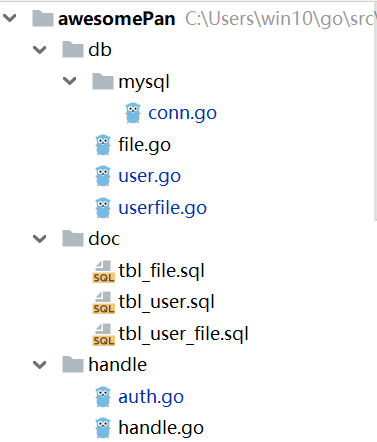 awesomePan C:\Users\win10\go\src\
db
mysql
conn.go
file.go
user.go
userfile.go
doc
SQL tbl_file.sql
SQL tbl_user.sql
SQL tbl_user_file.sql
handle
auth.go
handle.go